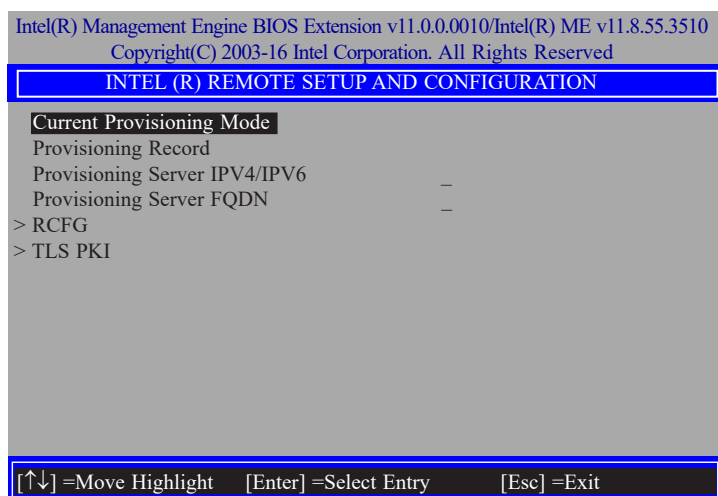 Intel(R) Management Engine BIOS Extension v11.0.0.0010/Intel(R) ME v11.8.55.3510
Copyright(C) 2003-16 Intel Corporation. All Rights Reserved
INTEL (R) REMOTE SETUP AND CONFIGURATION
Current Provisioning Mode
Provisioning Record
Provisioning Server IPV4/IPV6 _
Provisioning Server FQDN _
> RCFG
> TLS PKI
[↑↓] =Move Highlight [Enter] =Select Entry [Esc] =Exit